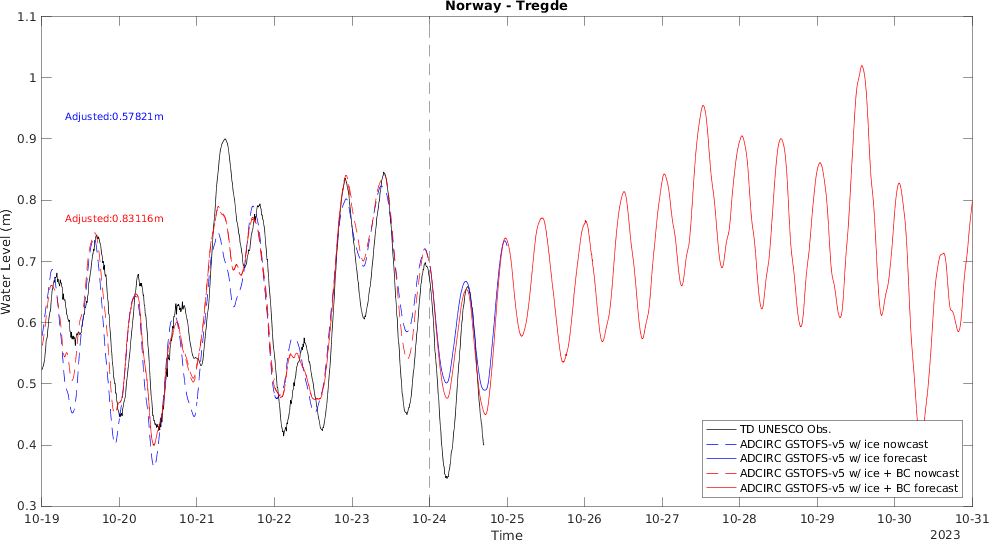 Norway - Tregde
1.1
1
0.9
0.8
0.7
0.6
0.5
0.4
0.3
Water Level (m)
Adjusted:0.57821m
Adjusted:0.83116m
TD UNESCO Obs.
ADCIRC GSTOFS-v5 w/ ice nowcast
ADCIRC GSTOFS-v5 w/ ice forecast
ADCIRC GSTOFS-v5 w/ ice + BC nowcast
ADCIRC GSTOFS-v5 w/ ice + BC forecast
10-19 10-20 10-21 10-22 10-23 10-24 10-25 10-26 10-27 10-28 10-29 10-30 10-31
Time
2023